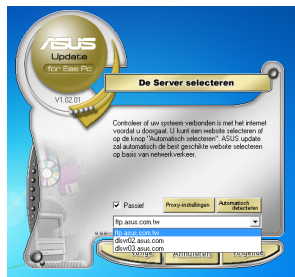 ASUS
Update
for Eee Pc
V1.02.01
De Server selecteren
Controleer of uw systeem verbonden is met het internet
voordat u doorgaat. U kunt een website selecteren of
op de knop "Automatisch selecteren". ASUS update
zal automatisch de best geschikte website selecteren
op basis van netwerkverkeer.
Passief
Proxy-instellingen
Automatisch
detecteren
ftp.asus.com.tw
ftp.asus.com.tw
dlsvr02.asus.com
dlsvr03.asus.com
Vorige Annuleren Volgende